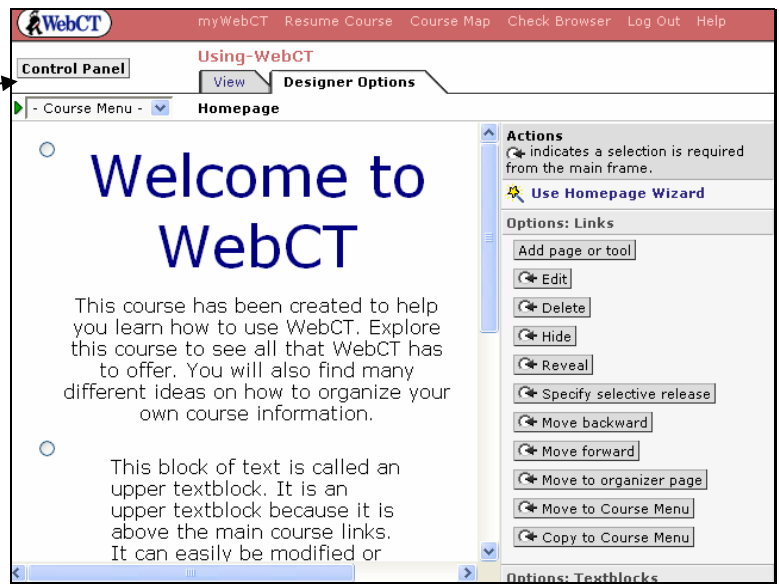 WebCT
myWebCT Resume Course Course Map Check Browser Log Out Help
Control Panel
Using-WebCT
View Designer Options
- Course Menu -
Homepage
Welcome to
WebCT
This course has been created to help
you learn how to use WebCT. Explore
this course to see all that WebCT has
to offer. You will also find many
different ideas on how to organize your
own course information.
This block of text is called an
upper textblock. It is an
upper textblock because it is
above the main course links.
It can easily be modified or
Actions
indicates a selection is required
from the main frame.
Use Homepage Wizard
Options: Links
Add page or tool
Edit
Delete
Hide
Reveal
Specify selective release
Move backward
Move forward
Move to organizer page
Move to Course Menu
Copy to Course Menu
Options: Textblocks